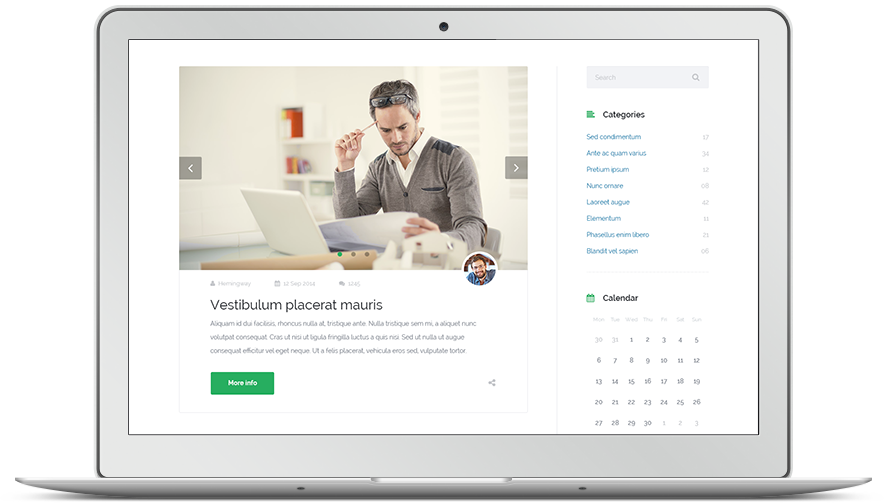 Search
Categories
Sed condimentum 17
Ante ac quam varius 34
Pretium ipsum 12
Nunc ornare 08
Laoreet augue 42
Elementum 11
Phasellus enim libero 21
Blandit vel sapien 06
Hemingway 12 Sep 2014 1245
Vestibulum placerat mauris
Aliquam id dui facilisis, rhoncus nulla at, tristique ante. Nulla tristique sem mi, a aliquet nunc
volutpat consequat. Cras ut nisi ut ligula fringilla luctus a quis nisi. Sed ut nulla ut augue
consequat efficitur vel eget neque. Ut a felis placerat, vehicula eros sed, vulputate tortor.
More info
Calendar
Mon Tue Wed Thu Fri Sat Sun
30 31 1 2 3 4 5
6 7 8 9 10 11 12
13 14 15 16 17 18 19
20 21 22 23 24 25 26
27 28 29 30 1 2 3